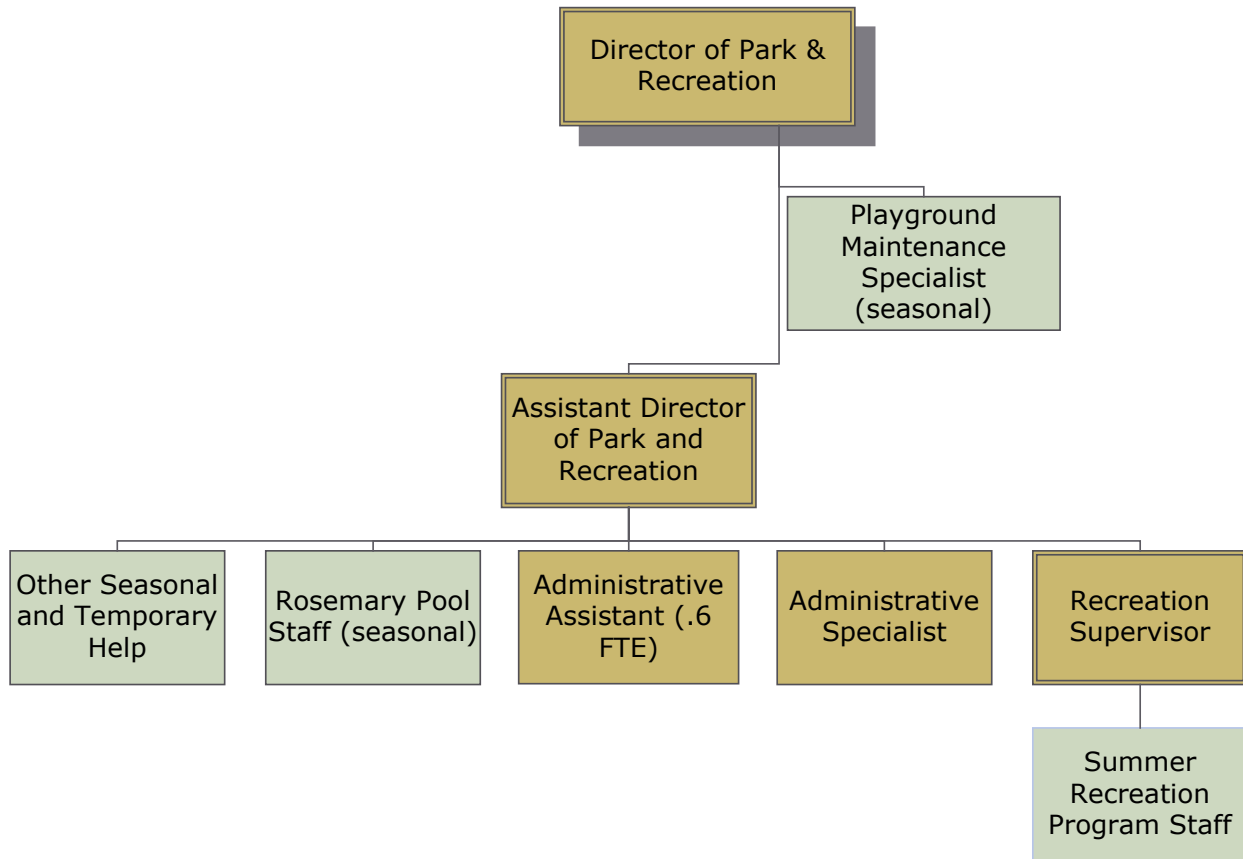 Director of Park &
Recreation
Playground
Maintenance
Specialist
(seasonal)
Assistant Director
of Park and
Recreation
Other Seasonal
and Temporary
Help
Rosemary Pool
Staff (seasonal)
Administrative
Assistant (.6
FTE)
Administrative
Specialist
Recreation
Supervisor
Summer
Recreation
Program Staff